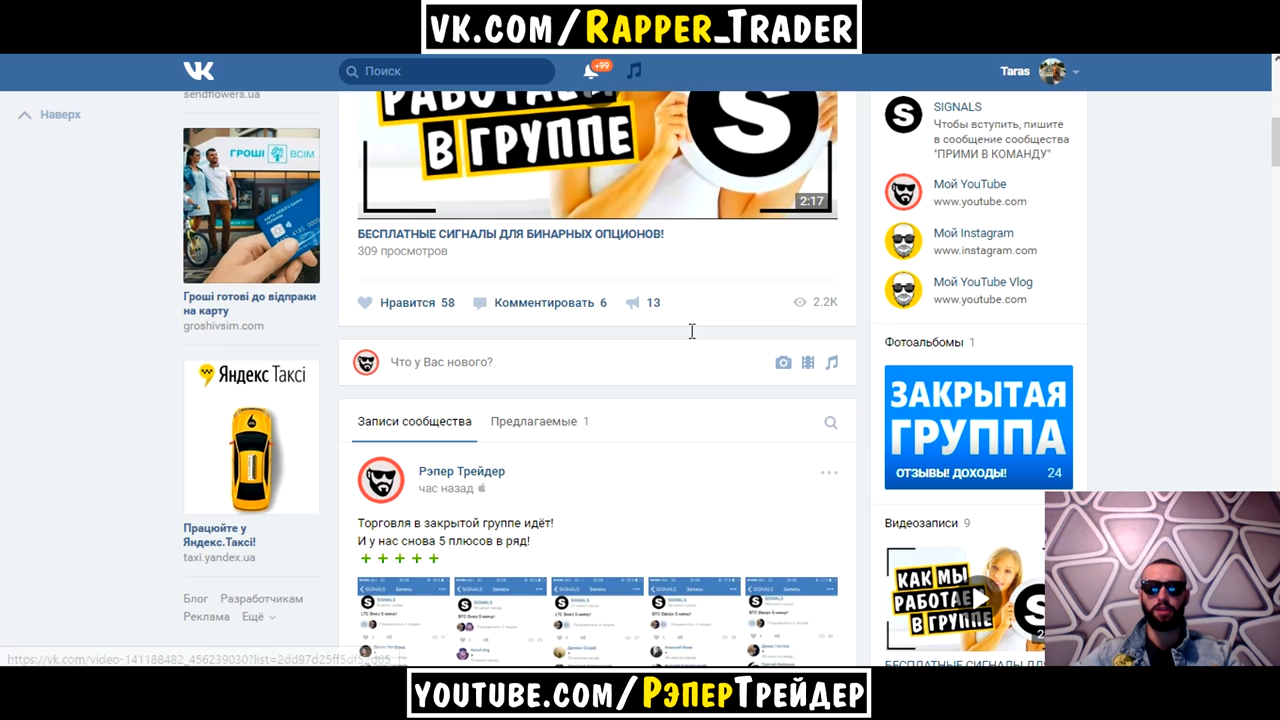 VK.COM/RAPPER_TRADER
Поиск
+99
Taras
Наверх
sendflowers.ua
ГРОШІ ВСІМ
Гроші готові до відправки
на карту
groshivsim.com
Яндекс Таксі
Працюйте у
Яндекс.Таксі!
taxi.yandex.ua
Блог Разработчикам
Реклама Ещё
РАБОТАЕМ
В ГРУППЕ
S
2:17
БЕСПЛАТНЫЕ СИГНАЛЫ ДЛЯ БИНАРНЫХ ОПЦИОНОВ!
309 просмотров
Нравится 58
Комментировать 6
13
2.2K
Что у Вас нового?
Записи сообщества
Предлагаемые 1
Рэпер Трейдер
час назад
Торговля в закрытой группе идёт!
И у нас снова 5 плюсов в ряд!
+ + + + +
SIGNALS
Чтобы вступить, пишите
в сообщение сообщества
"ПРИМИ В КОМАНДУ"
Мой YouTube
www.youtube.com
Мой Instagram
www.instagram.com
Мой YouTube Vlog
www.youtube.com
Фотоальбомы 1
ЗАКРЫТАЯ
ГРУППА
ОТЗЫВЫ! ДОХОДЫ! 24
Видеозаписи 9
КАК МЫ
РАБОТАЕМ
В ГРУППЕ
YOUTUBE.COM/РЭПЕРТРЕЙДЕР